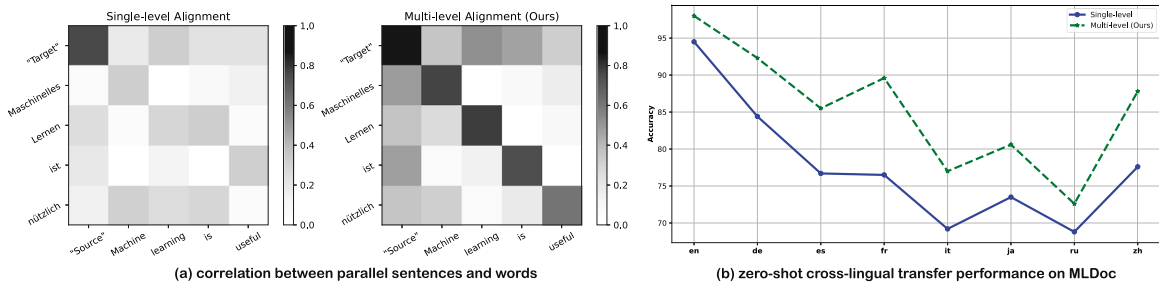 Single-level Alignment
"Target"
Maschinelles
Lernen
ist
nützlich
"Source"
Machine
learning
is
useful
1.0
0.8
0.6
0.4
0.2
0.0
Multi-level Alignment (Ours)
"Target"
Maschinelles
Lernen
ist
nützlich
"Source"
Machine
learning
is
useful
1.0
0.8
0.6
0.4
0.2
0.0
(a) correlation between parallel sentences and words
Single-level
Multi-level (Ours)
Accuracy
95
90
85
80
75
70
en de es fr it ja ru zh
(b) zero-shot cross-lingual transfer performance on MLDoc